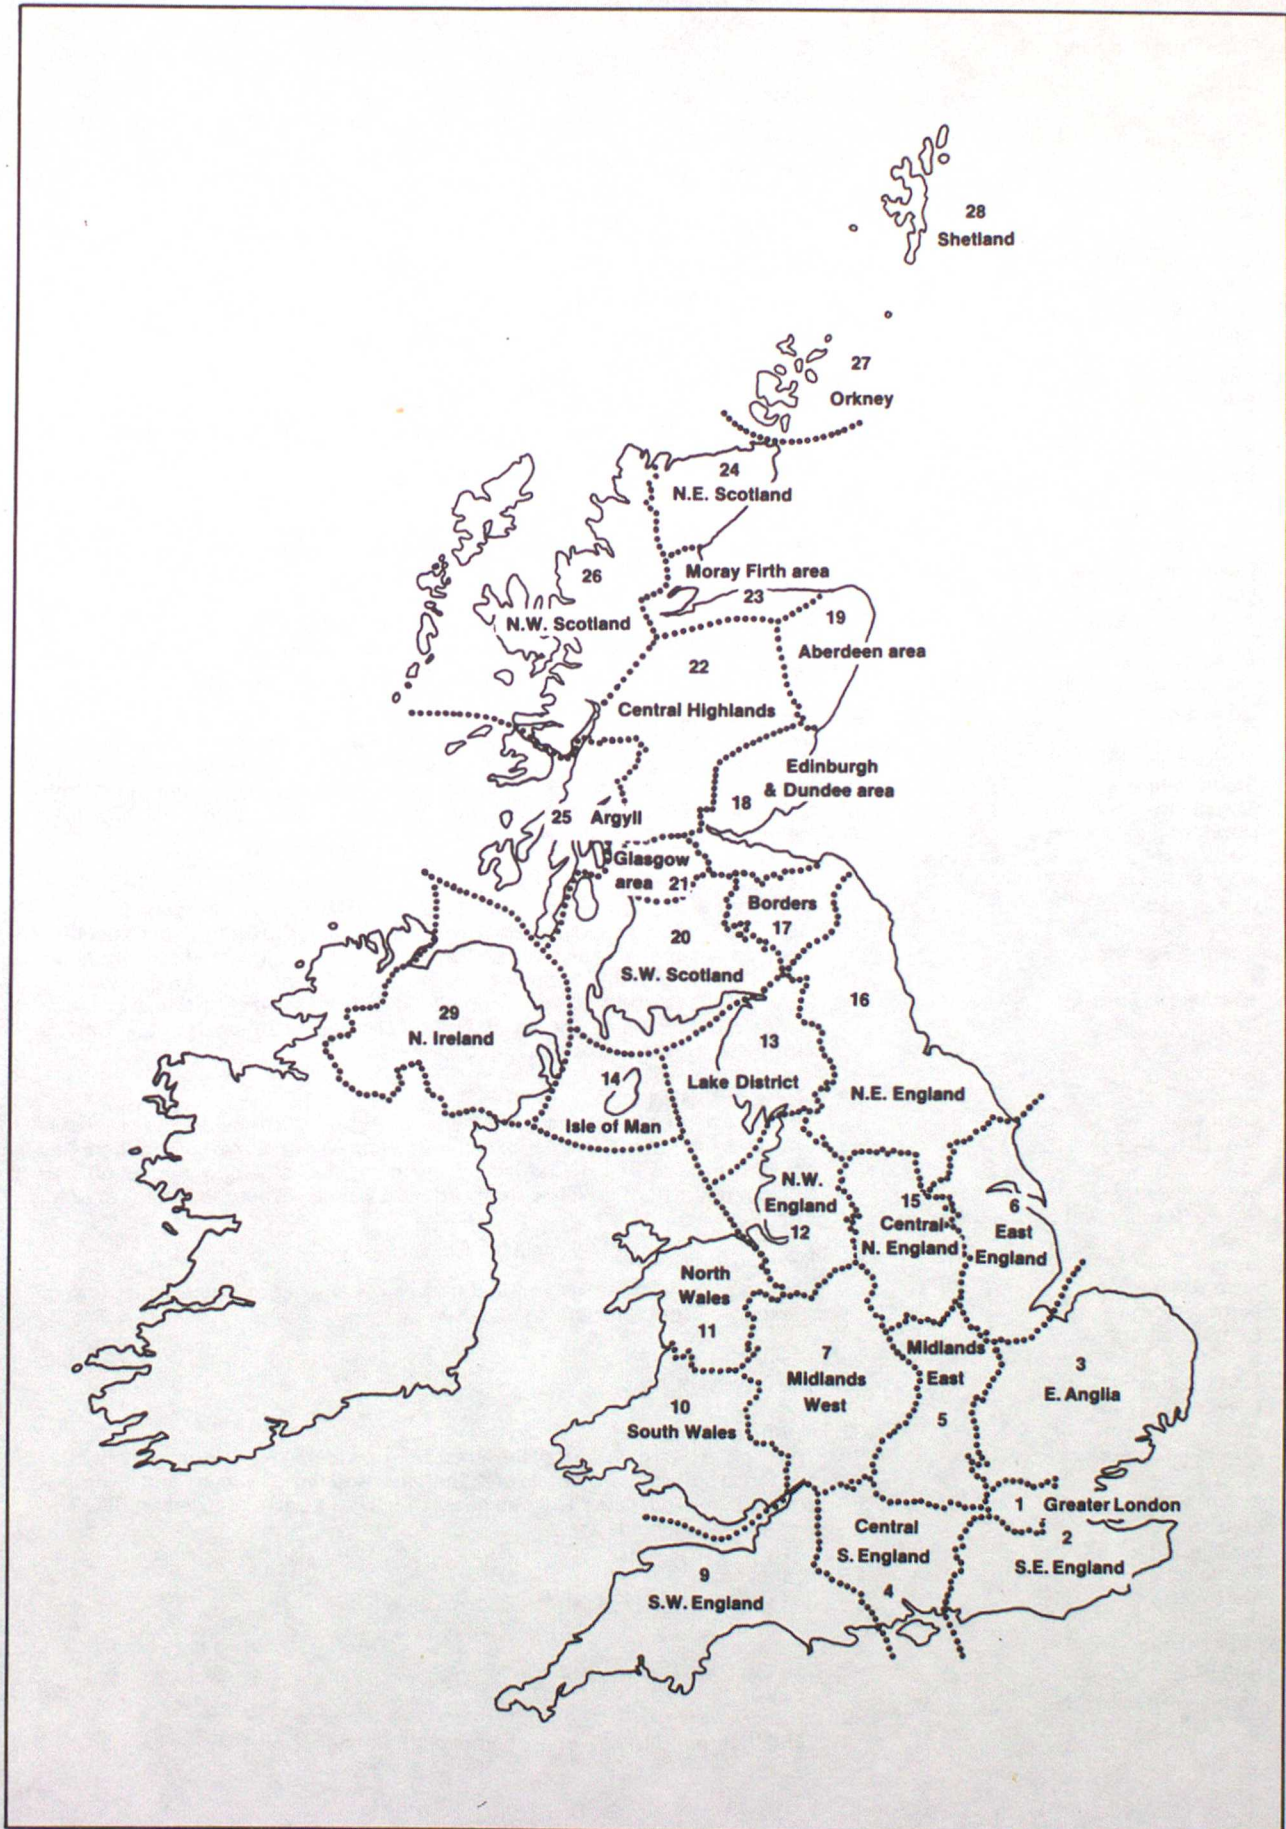 28
Shetland
27
Orkney
24
N.E. Scotland
26
N.W. Scotland
Moray Firth area
23
19
Aberdeen area
22
Central Highlands
Edinburgh
& Dundee area
18
25 Argyll
Glasgow
area 21
Borders
17
20
S.W. Scotland
16
N.E. England
29
N. Ireland
13
Lake District
14
Isle of Man
N.W.
England
12
15
Central
N. England
6
East
England
North
Wales
11
7
Midlands
West
Midlands
East
5
3
E. Anglia
10
South Wales
1 Greater London
2
S.E. England
Central
S. England
4
9
S.W. England